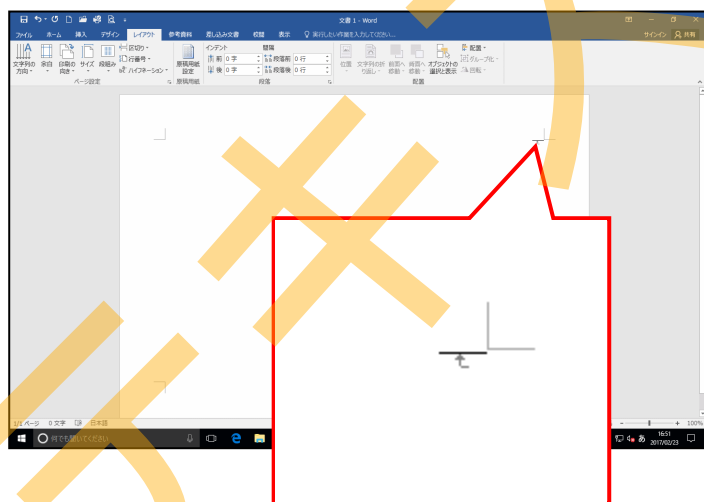 文書 1 - Word
ファイル ホーム 挿入 デザイン レイアウト 参考資料 差し込み文書 校閲 表示 実行したい作業を入力してください... サインイン 共有
文字列の方向 余白 印刷の向き サイズ 段組み 区切り 行番号 ハイフネーション
ページ設定
原稿用紙設定
原稿用紙
インデント 間隔
前 0 字 段落前 0 行
後 0 字 段落後 0 行
段落
位置 文字列の折り返し 前面へ移動 背面へ移動 オブジェクトの選択と表示 配置 グループ化 回転
配置
1/1 ページ 0 文字 日本語 100%
何でも聞いてください あ 16:51
2017/02/23